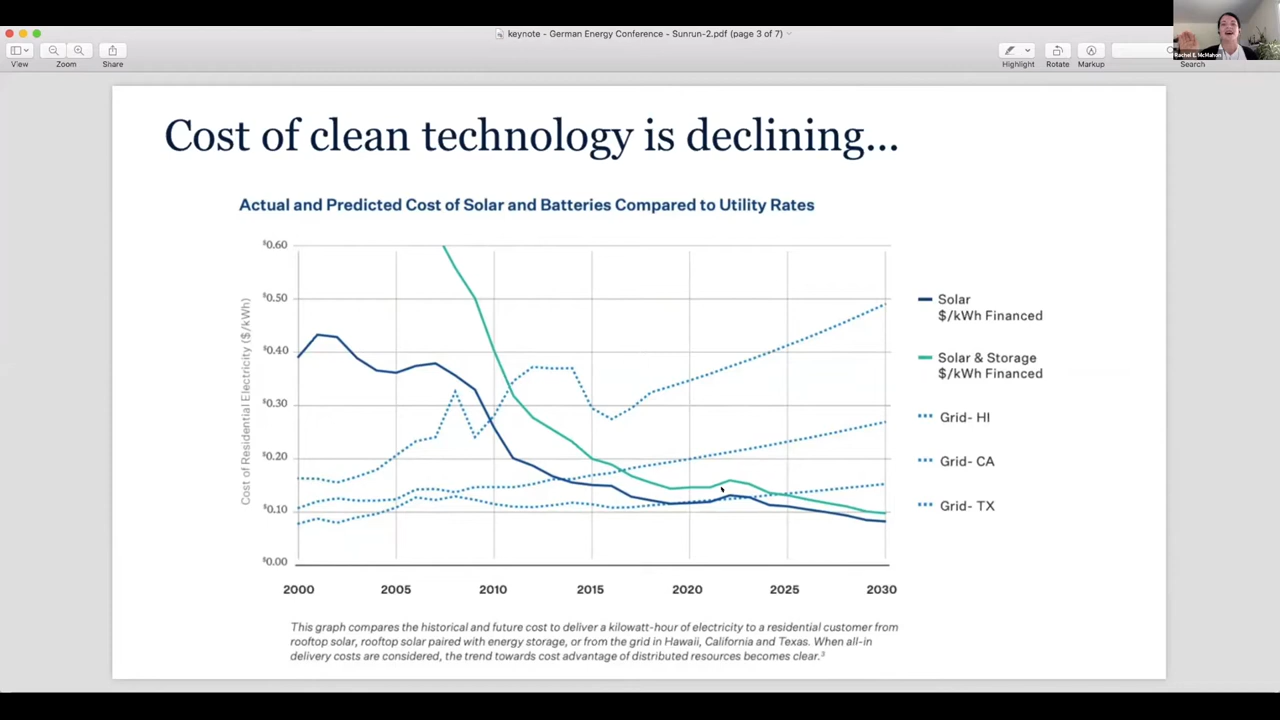 keynote - German Energy Conference - Sunrun-2.pdf (page 3 of 7)
View
Zoom
Share
Highlight
Rotate
Markup
Search
Rachel E. McMahon
Cost of clean technology is declining...
Actual and Predicted Cost of Solar and Batteries Compared to Utility Rates
Cost of Residential Electricity ($/kWh)
$0.60
$0.50
$0.40
$0.30
$0.20
$0.10
$0.00
2000 2005 2010 2015 2020 2025 2030
Solar
$/kWh Financed
Solar & Storage
$/kWh Financed
Grid- HI
Grid- CA
Grid- TX
This graph compares the historical and future cost to deliver a kilowatt-hour of electricity to a residential customer from
rooftop solar, rooftop solar paired with energy storage, or from the grid in Hawaii, California and Texas. When all-in
delivery costs are considered, the trend towards cost advantage of distributed resources becomes clear.³